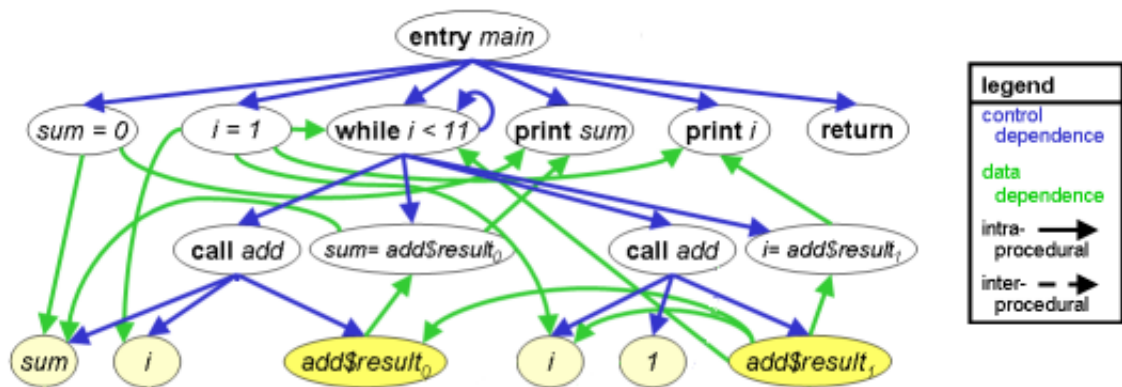 entry main
sum = 0
i = 1
while i < 11
print sum
print i
return
call add
sum= add$result₀
call add
i= add$result₁
sum
i
add$result₀
i
1
add$result₁
legend
control
dependence
data
dependence
intra-
procedural
inter-
procedural